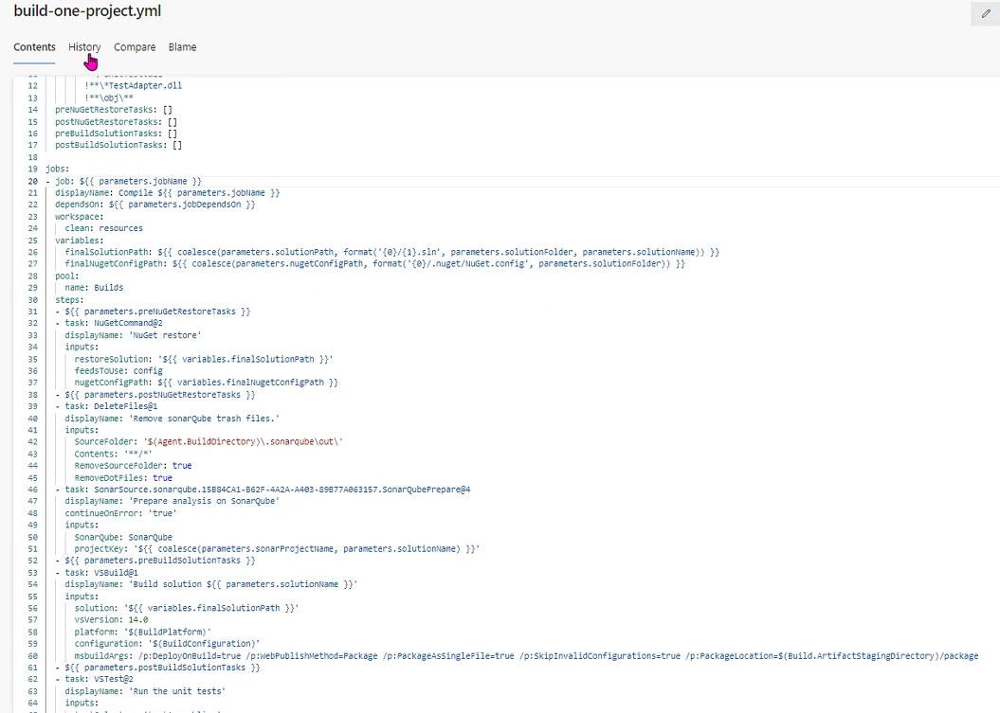 build-one-project.yml
Contents History Compare Blame
12 !**\*TestAdapter.dll
13 !**\obj\**
14 preNuGetRestoreTasks: []
15 postNuGetRestoreTasks: []
16 preBuildSolutionTasks: []
17 postBuildSolutionTasks: []
18
19 jobs:
20 - job: ${{ parameters.jobName }}
21 displayName: Compile ${{ parameters.jobName }}
22 dependsOn: ${{ parameters.jobDependsOn }}
23 workspace:
24 clean: resources
25 variables:
26 finalSolutionPath: ${{ coalesce(parameters.solutionPath, format('{0}/{1}.sln', parameters.solutionFolder, parameters.solutionName)) }}
27 finalNugetConfigPath: ${{ coalesce(parameters.nugetConfigPath, format('{0}/.nuget/NuGet.config', parameters.solutionFolder)) }}
28 pool:
29 name: Builds
30 steps:
31 - ${{ parameters.preNuGetRestoreTasks }}
32 - task: NuGetCommand@2
33 displayName: 'NuGet restore'
34 inputs:
35 restoreSolution: '${{ variables.finalSolutionPath }}'
36 feedsToUse: config
37 nugetConfigPath: ${{ variables.finalNugetConfigPath }}
38 - ${{ parameters.postNuGetRestoreTasks }}
39 - task: DeleteFiles@1
40 displayName: 'Remove sonarQube trash files.'
41 inputs:
42 SourceFolder: '$(Agent.BuildDirectory)\.sonarqube\out\'
43 Contents: '**/*'
44 RemoveSourceFolder: true
45 RemoveDotFiles: true
46 - task: SonarSource.sonarqube.15B84CA1-B62F-4A2A-A403-89B77A063157.SonarQubePrepare@4
47 displayName: 'Prepare analysis on SonarQube'
48 continueOnError: 'true'
49 inputs:
50 SonarQube: SonarQube
51 projectKey: '${{ coalesce(parameters.sonarProjectName, parameters.solutionName) }}'
52 - ${{ parameters.preBuildSolutionTasks }}
53 - task: VSBuild@1
54 displayName: 'Build solution ${{ parameters.solutionName }}'
55 inputs:
56 solution: '${{ variables.finalSolutionPath }}'
57 vsVersion: 14.0
58 platform: '$(BuildPlatform)'
59 configuration: '$(BuildConfiguration)'
60 msbuildArgs: /p:DeployOnBuild=true /p:WebPublishMethod=Package /p:PackageAsSingleFile=true /p:SkipInvalidConfigurations=true /p:PackageLocation=$(Build.ArtifactStagingDirectory)/package
61 - ${{ parameters.postBuildSolutionTasks }}
62 - task: VSTest@2
63 displayName: 'Run the unit tests'
64 inputs: